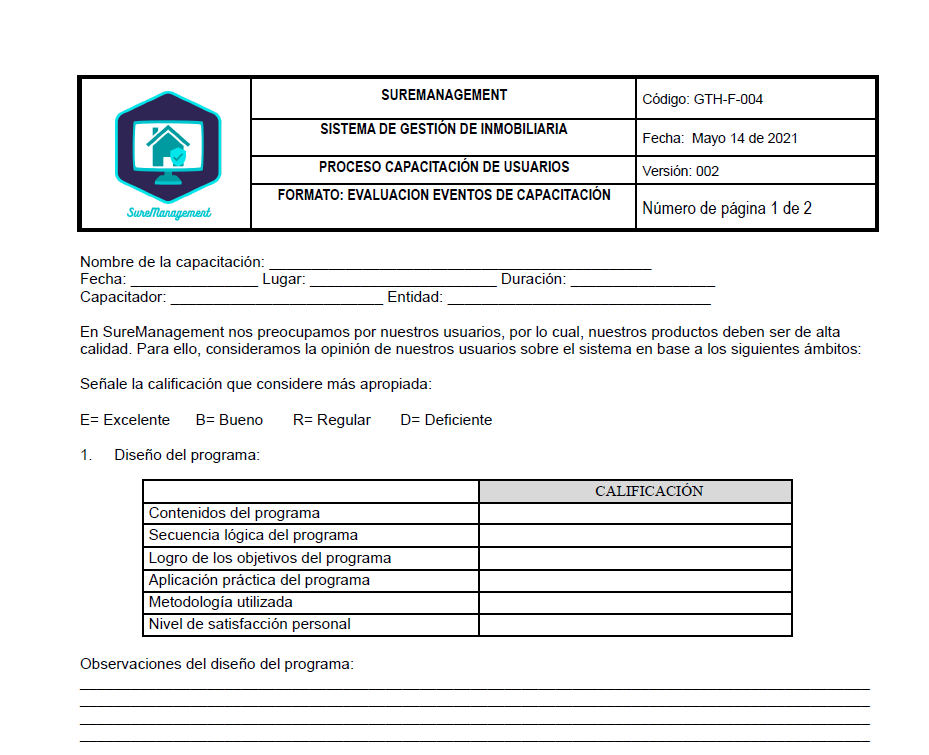 SUREMANAGEMENT
Código: GTH-F-004
SISTEMA DE GESTIÓN DE INMOBILIARIA
Fecha: Mayo 14 de 2021
PROCESO CAPACITACIÓN DE USUARIOS
Versión: 002
FORMATO: EVALUACION EVENTOS DE CAPACITACIÓN
Número de página 1 de 2
SureManagement
Nombre de la capacitación: _____________________________________________
Fecha: _______________ Lugar: ______________________ Duración: _________________
Capacitador: _________________________ Entidad: _______________________________
En SureManagement nos preocupamos por nuestros usuarios, por lo cual, nuestros productos deben ser de alta
calidad. Para ello, consideramos la opinión de nuestros usuarios sobre el sistema en base a los siguientes ámbitos:
Señale la calificación que considere más apropiada:
E= Excelente B= Bueno R= Regular D= Deficiente
1. Diseño del programa:
CALIFICACIÓN
Contenidos del programa
Secuencia lógica del programa
Logro de los objetivos del programa
Aplicación práctica del programa
Metodología utilizada
Nivel de satisfacción personal
Observaciones del diseño del programa: